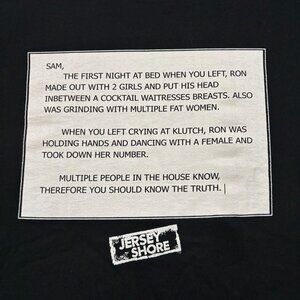 SAM,
THE FIRST NIGHT AT BED WHEN YOU LEFT, RON
MADE OUT WITH 2 GIRLS AND PUT HIS HEAD
INBETWEEN A COCKTAIL WAITRESSES BREASTS. ALSO
WAS GRINDING WITH MULTIPLE FAT WOMEN.
WHEN YOU LEFT CRYING AT KLUTCH, RON WAS
HOLDING HANDS AND DANCING WITH A FEMALE AND
TOOK DOWN HER NUMBER.
MULTIPLE PEOPLE IN THE HOUSE KNOW,
THEREFORE YOU SHOULD KNOW THE TRUTH.|
JERSEY
SHORE